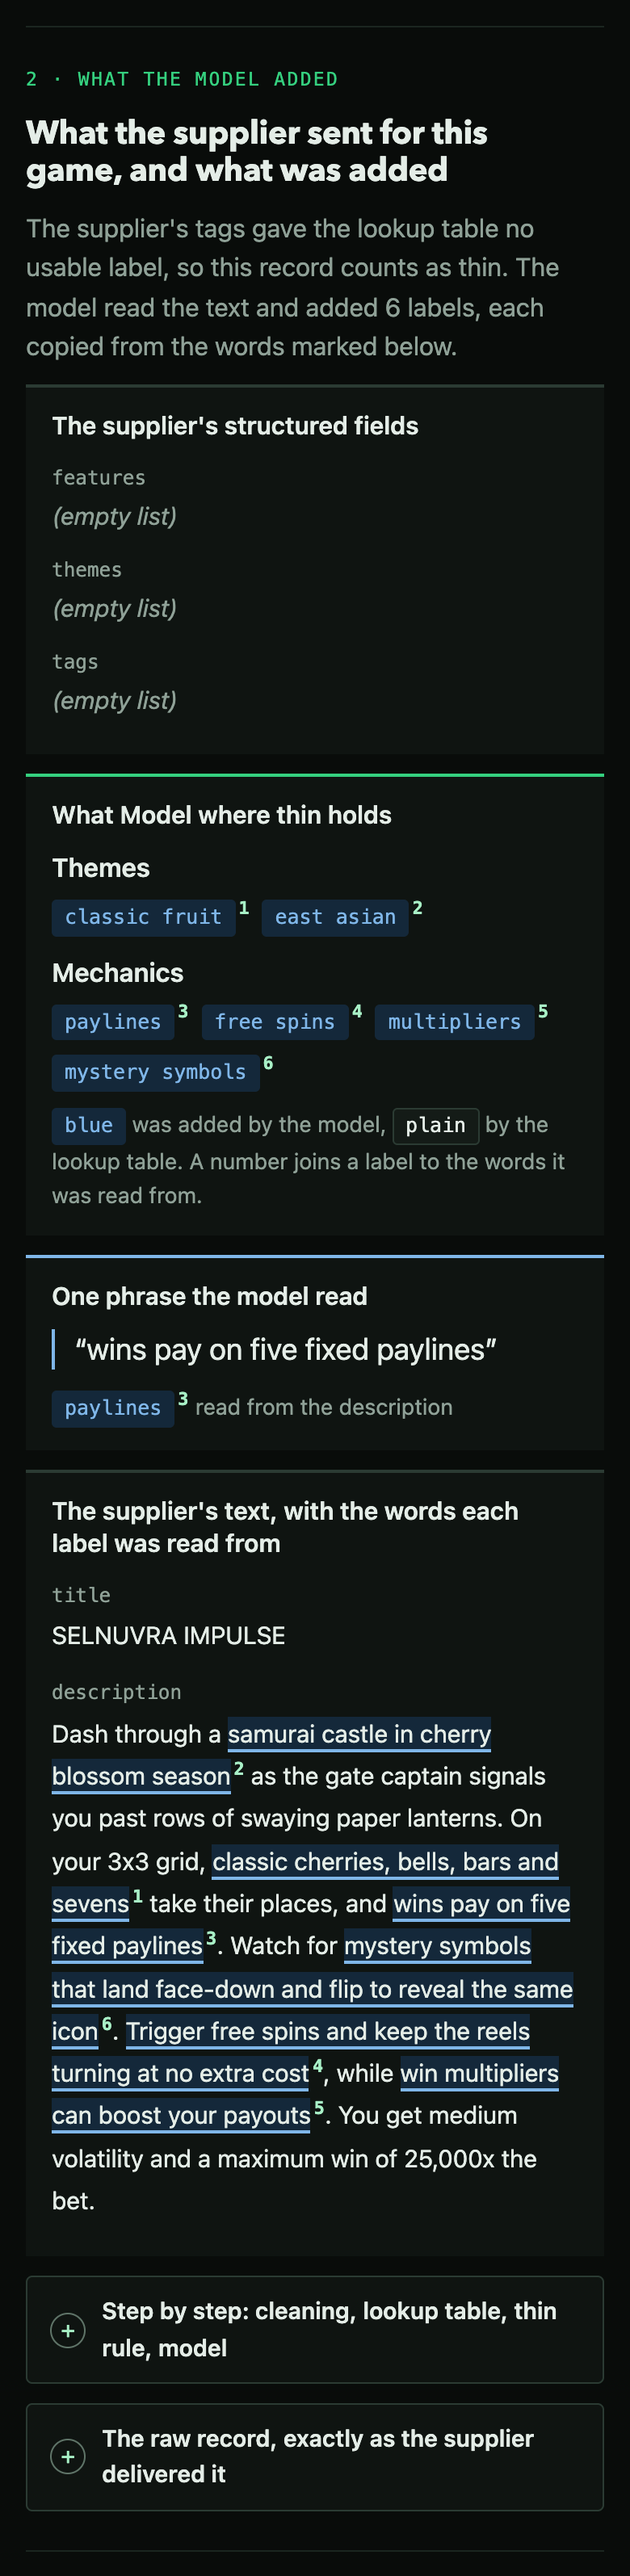 2 · WHAT THE MODEL ADDED
What the supplier sent for this
game, and what was added
The supplier's tags gave the lookup table no
usable label, so this record counts as thin. The
model read the text and added 6 labels, each
copied from the words marked below.
The supplier's structured fields
features
(empty list)
themes
(empty list)
tags
(empty list)
What Model where thin holds
Themes
classic fruit 1 east asian 2
Mechanics
paylines 3 free spins 4 multipliers 5
mystery symbols 6
blue was added by the model, plain by the
lookup table. A number joins a label to the words it
was read from.
One phrase the model read
“wins pay on five fixed paylines”
paylines 3 read from the description
The supplier's text, with the words each
label was read from
title
SELNUVRA IMPULSE
description
Dash through a samurai castle in cherry
blossom season 2 as the gate captain signals
you past rows of swaying paper lanterns. On
your 3x3 grid, classic cherries, bells, bars and
sevens 1 take their places, and wins pay on five
fixed paylines 3. Watch for mystery symbols
that land face-down and flip to reveal the same
icon 6. Trigger free spins and keep the reels
turning at no extra cost 4, while win multipliers
can boost your payouts 5. You get medium
volatility and a maximum win of 25,000x the
bet.
+ Step by step: cleaning, lookup table, thin
rule, model
+ The raw record, exactly as the supplier
delivered it